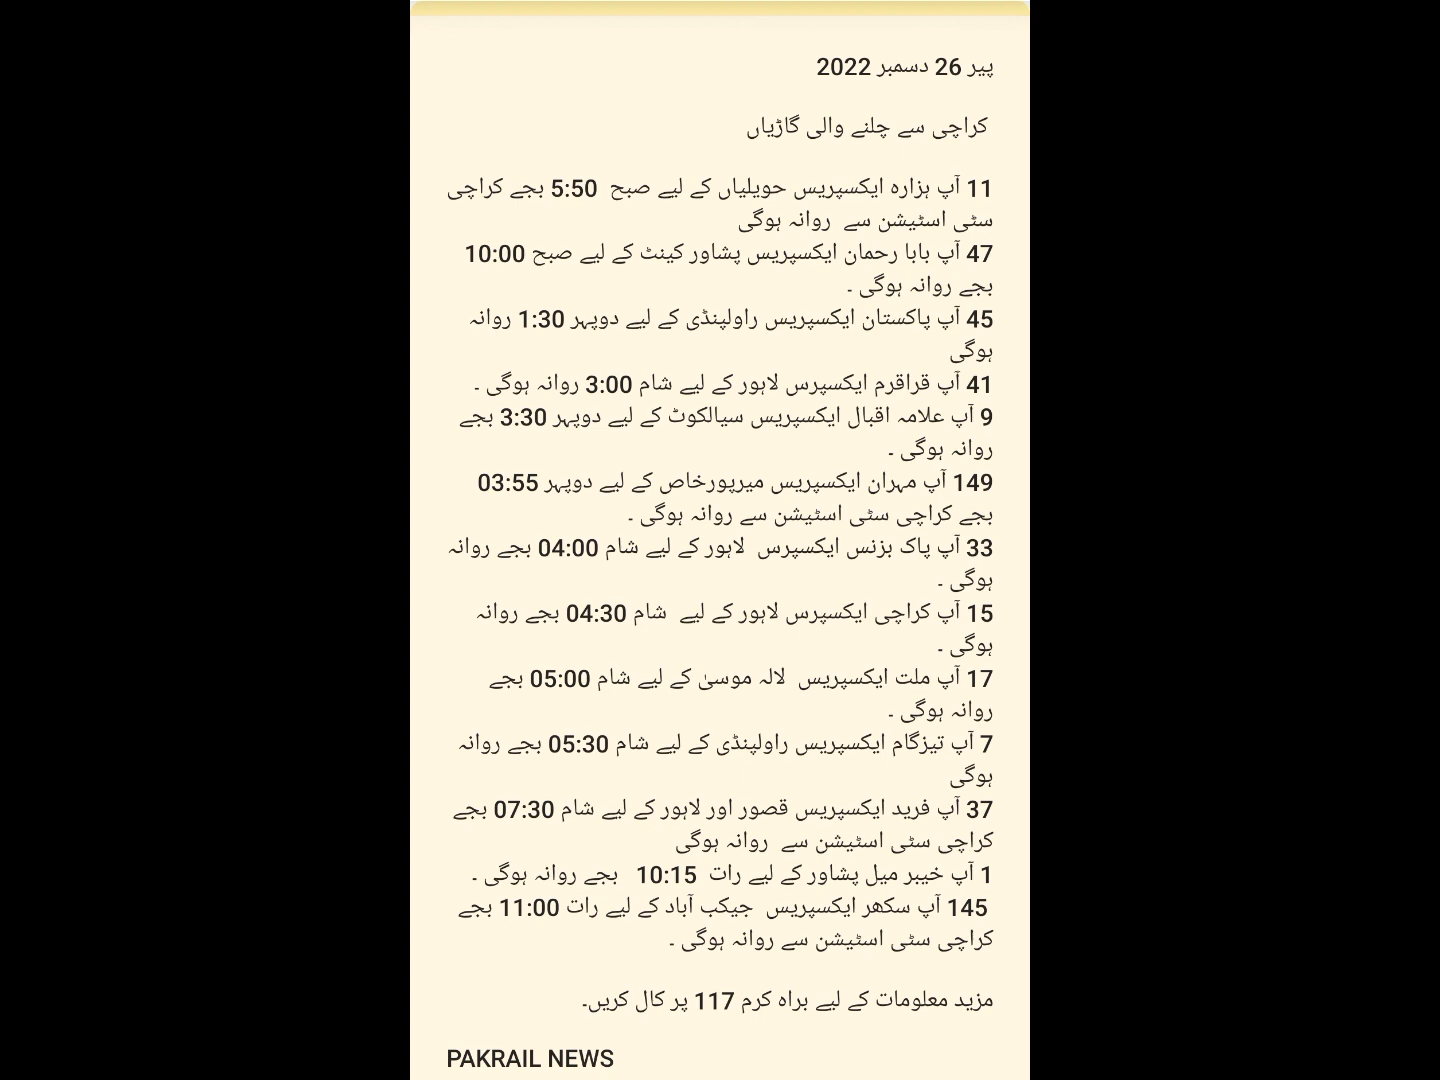 پیر 26 دسمبر 2022
کراچی سے چلنے والی گاڑیاں
11 آپ ہزارہ ایکسپریس حویلیاں کے لیے صبح 5:50 بجے کراچی
سٹی اسٹیشن سے روانہ ہوگی
47 آپ بابا رحمان ایکسپریس پشاور کینٹ کے لیے صبح 10:00
بجے روانہ ہوگی ۔
45 آپ پاکستان ایکسپریس راولپنڈی کے لیے دوپہر 1:30 روانہ
ہوگی
41 آپ قراقرم ایکسپرس لاہور کے لیے شام 3:00 روانہ ہوگی ۔
9 آپ علامہ اقبال ایکسپریس سیالکوٹ کے لیے دوپہر 3:30 بجے
روانہ ہوگی ۔
149 آپ مہران ایکسپریس میرپورخاص کے لیے دوپہر 03:55
بجے کراچی سٹی اسٹیشن سے روانہ ہوگی ۔
33 آپ پاک بزنس ایکسپرس لاہور کے لیے شام 04:00 بجے روانہ
ہوگی ۔
15 آپ کراچی ایکسپرس لاہور کے لیے شام 04:30 بجے روانہ
ہوگی ۔
17 آپ ملت ایکسپریس لالہ موسیٰ کے لیے شام 05:00 بجے
روانہ ہوگی ۔
7 آپ تیزگام ایکسپریس راولپنڈی کے لیے شام 05:30 بجے روانہ
ہوگی
37 آپ فرید ایکسپریس قصور اور لاہور کے لیے شام 07:30 بجے
کراچی سٹی اسٹیشن سے روانہ ہوگی
1 آپ خیبر میل پشاور کے لیے رات 10:15 بجے روانہ ہوگی ۔
145 آپ سکھر ایکسپریس جیکب آباد کے لیے رات 11:00 بجے
کراچی سٹی اسٹیشن سے روانہ ہوگی ۔
مزید معلومات کے لیے براہ کرم 117 پر کال کریں۔
PAKRAIL NEWS